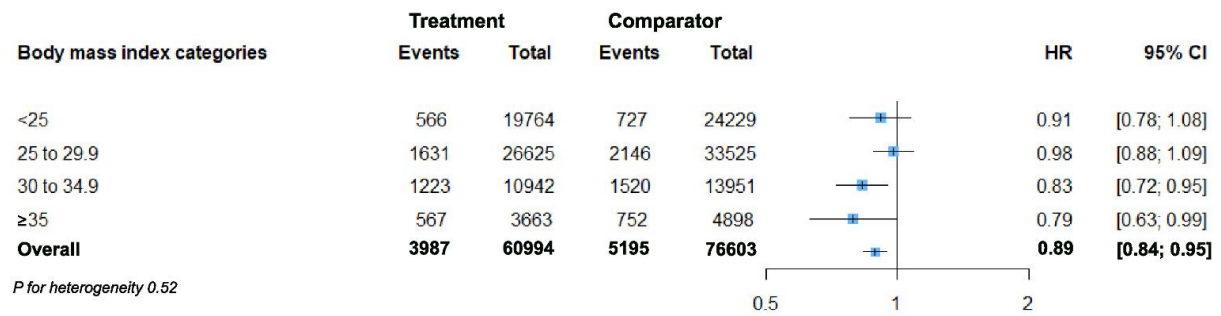 Treatment Comparator
Body mass index categories Events Total Events Total HR 95% CI
<25 566 19764 727 24229 0.91 [0.78; 1.08]
25 to 29.9 1631 26625 2146 33525 0.98 [0.88; 1.09]
30 to 34.9 1223 10942 1520 13951 0.83 [0.72; 0.95]
≥35 567 3663 752 4898 0.79 [0.63; 0.99]
Overall 3987 60994 5195 76603 0.89 [0.84; 0.95]
P for heterogeneity 0.52
0.5 1 2